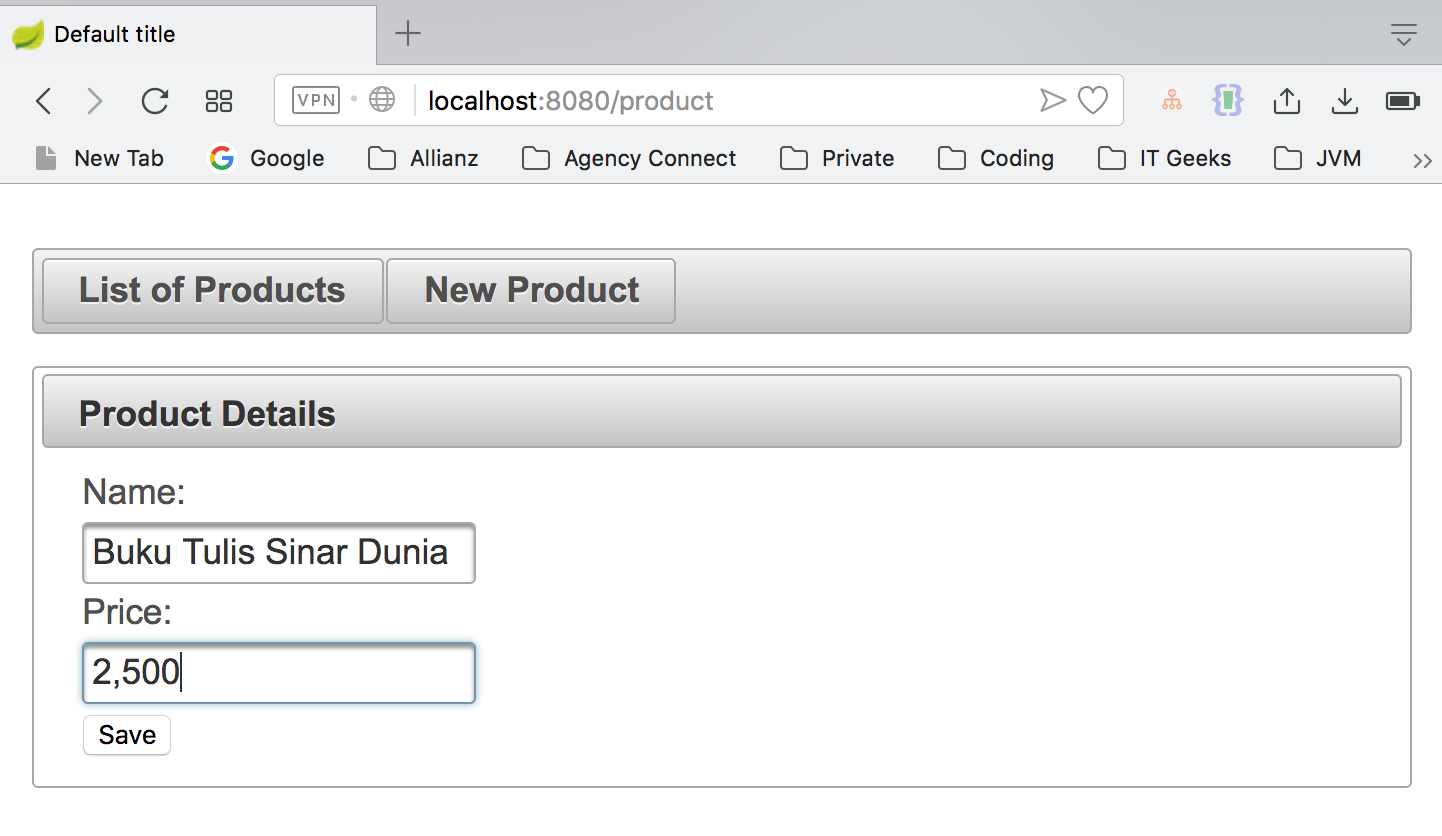 Default title
VPN localhost:8080/product
New Tab Google Allianz Agency Connect Private Coding IT Geeks JVM
List of Products New Product
Product Details
Name:
Buku Tulis Sinar Dunia
Price:
2,500
Save